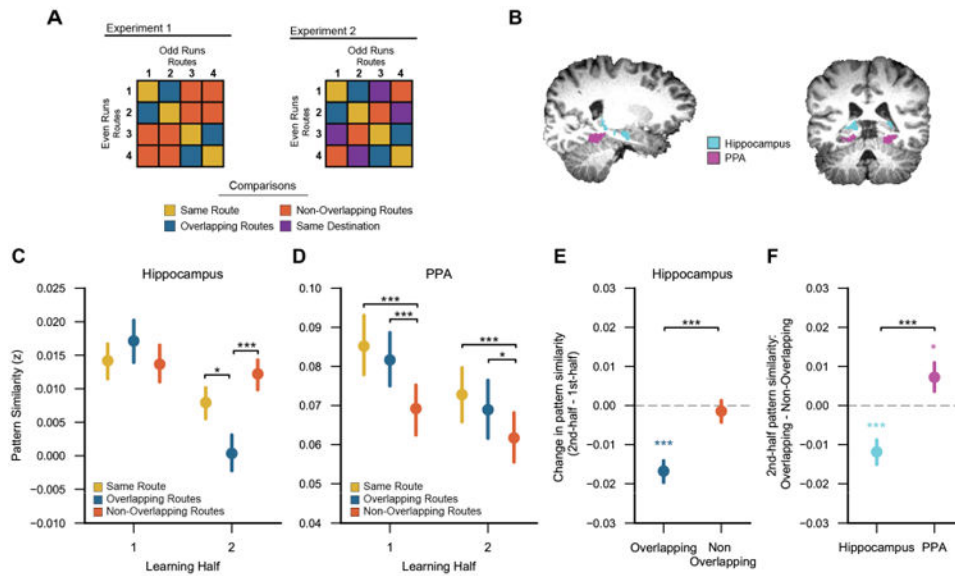 A
Experiment 1
Odd Runs
Routes
1 2 3 4
Even Runs
Routes
1
2
3
4
Experiment 2
Odd Runs
Routes
1 2 3 4
Even Runs
Routes
1
2
3
4
Comparisons
Same Route
Non-Overlapping Routes
Overlapping Routes
Same Destination
B
Hippocampus
PPA
C
Hippocampus
Pattern Similarity (z)
0.025
0.020
0.015
0.010
0.005
0.000
−0.005
−0.010
***
*
Same Route
Overlapping Routes
Non-Overlapping Routes
1 2
Learning Half
D
PPA
0.10
0.09
0.08
0.07
0.06
0.05
0.04
***
***
***
*
Same Route
Overlapping Routes
Non-Overlapping Routes
1 2
Learning Half
E
Hippocampus
Change in pattern similarity
(2nd-half - 1st-half)
0.03
0.02
0.01
0.00
−0.01
−0.02
−0.03
***
***
Overlapping
Non
Overlapping
F
2nd-half pattern similarity:
Overlapping - Non-Overlapping
0.03
0.02
0.01
0.00
−0.01
−0.02
−0.03
***
*
***
Hippocampus PPA